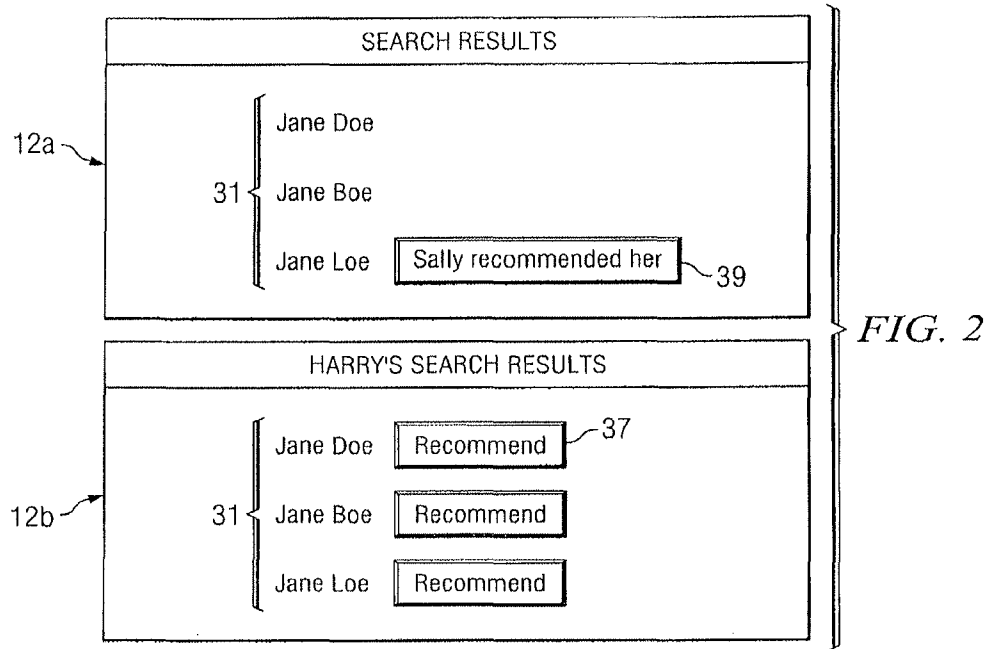 SEARCH RESULTS
Jane Doe
12a
31
Jane Boe
Jane Loe
Sally recommended her
39
FIG. 2
HARRY'S SEARCH RESULTS
Jane Doe
Recommend
37
12b
31
Jane Boe
Recommend
Jane Loe
Recommend